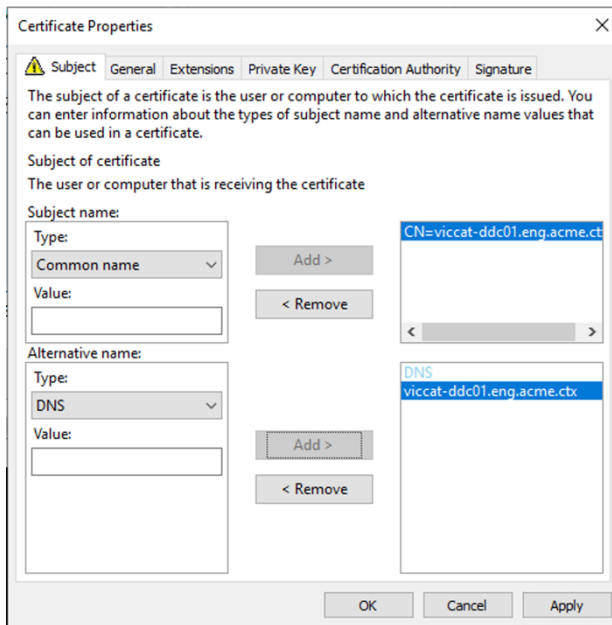 Certificate Properties
Subject General Extensions Private Key Certification Authority Signature
The subject of a certificate is the user or computer to which the certificate is issued. You
can enter information about the types of subject name and alternative name values that
can be used in a certificate.
Subject of certificate
The user or computer that is receiving the certificate
Subject name:
Type:
Common name
Value:
Add >
< Remove
CN=viccat-ddc01.eng.acme.ct
Alternative name:
Type:
DNS
Value:
Add >
< Remove
DNS
viccat-ddc01.eng.acme.ctx
OK Cancel Apply